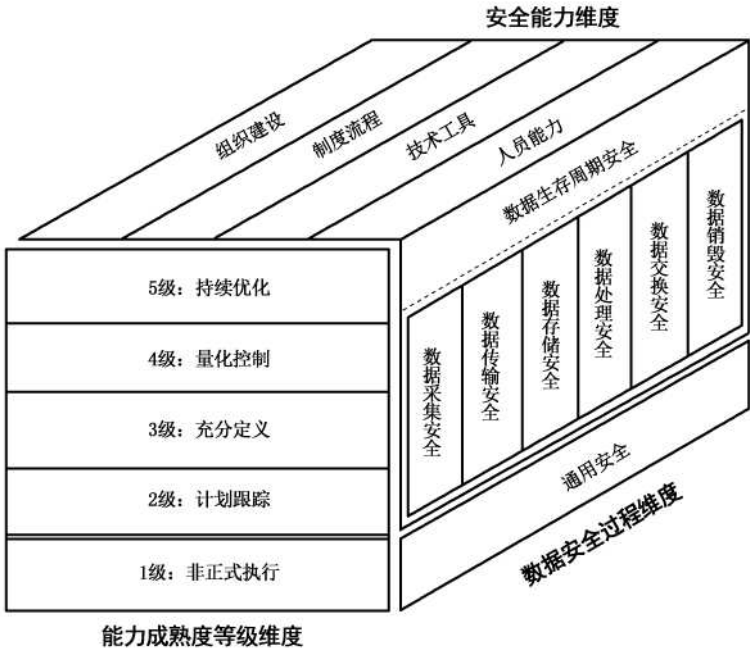 安全能力维度
组织建设
制度流程
技术工具
人员能力
数据生存周期安全
数据采集安全
数据传输安全
数据存储安全
数据处理安全
数据交换安全
数据销毁安全
通用安全
数据安全过程维度
5级：持续优化
4级：量化控制
3级：充分定义
2级：计划跟踪
1级：非正式执行
能力成熟度等级维度